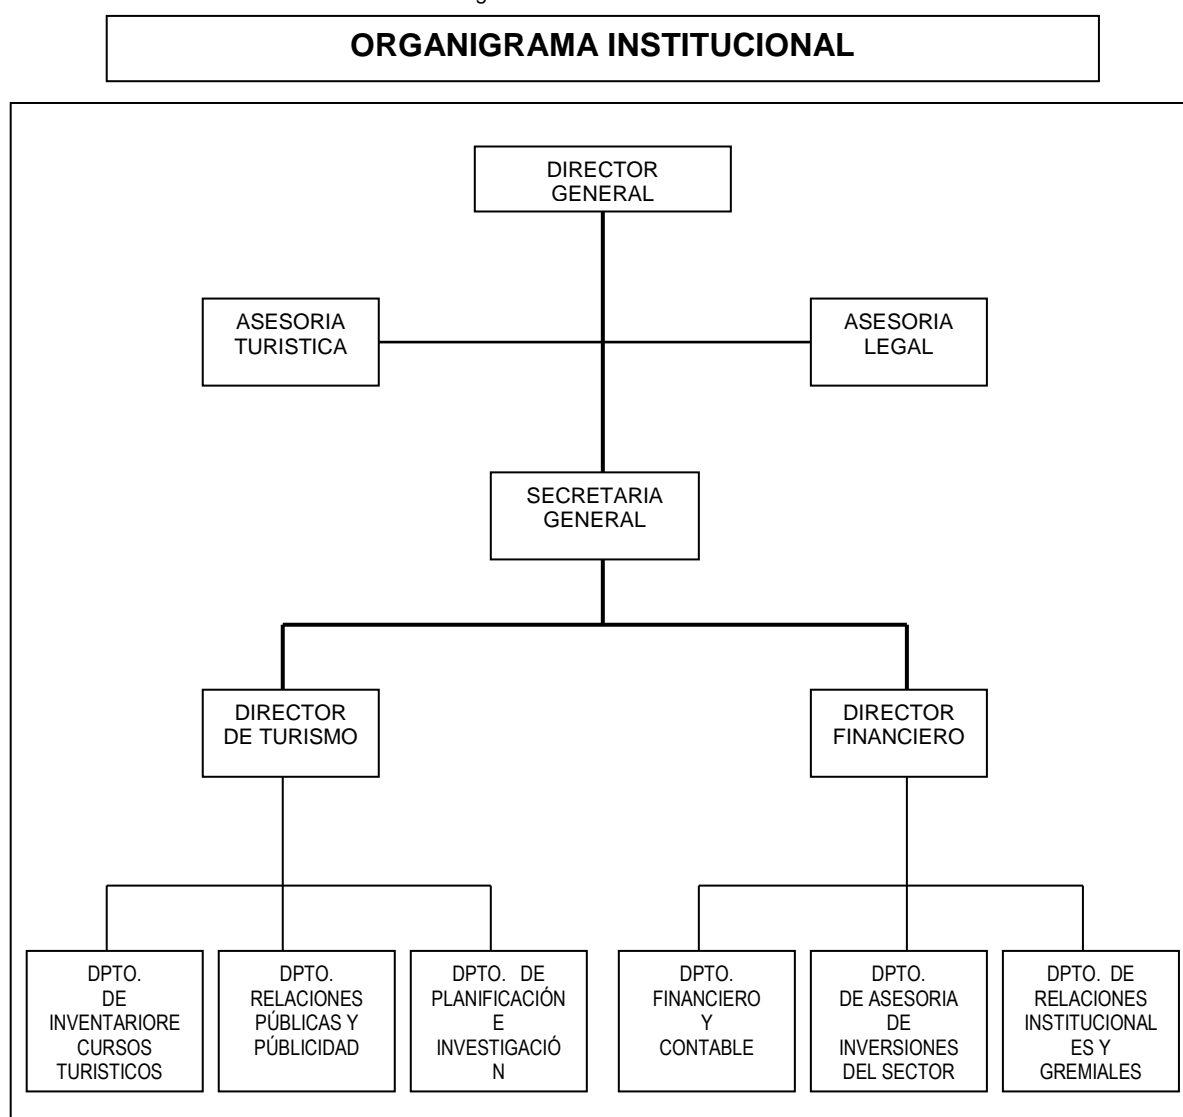 ORGANIGRAMA INSTITUCIONAL
DIRECTOR
GENERAL
ASESORIA
TURISTICA
ASESORIA
LEGAL
SECRETARIA
GENERAL
DIRECTOR
DE TURISMO
DIRECTOR
FINANCIERO
DPTO.
DE
INVENTARIORE
CURSOS
TURISTICOS
DPTO.
RELACIONES
PÚBLICAS Y
PÚBLICIDAD
DPTO. DE
PLANIFICACIÓN
E
INVESTIGACIÓ
N
DPTO.
FINANCIERO
Y
CONTABLE
DPTO.
DE ASESORIA
DE
INVERSIONES
DEL SECTOR
DPTO. DE
RELACIONES
INSTITUCIONAL
ES Y
GREMIALES